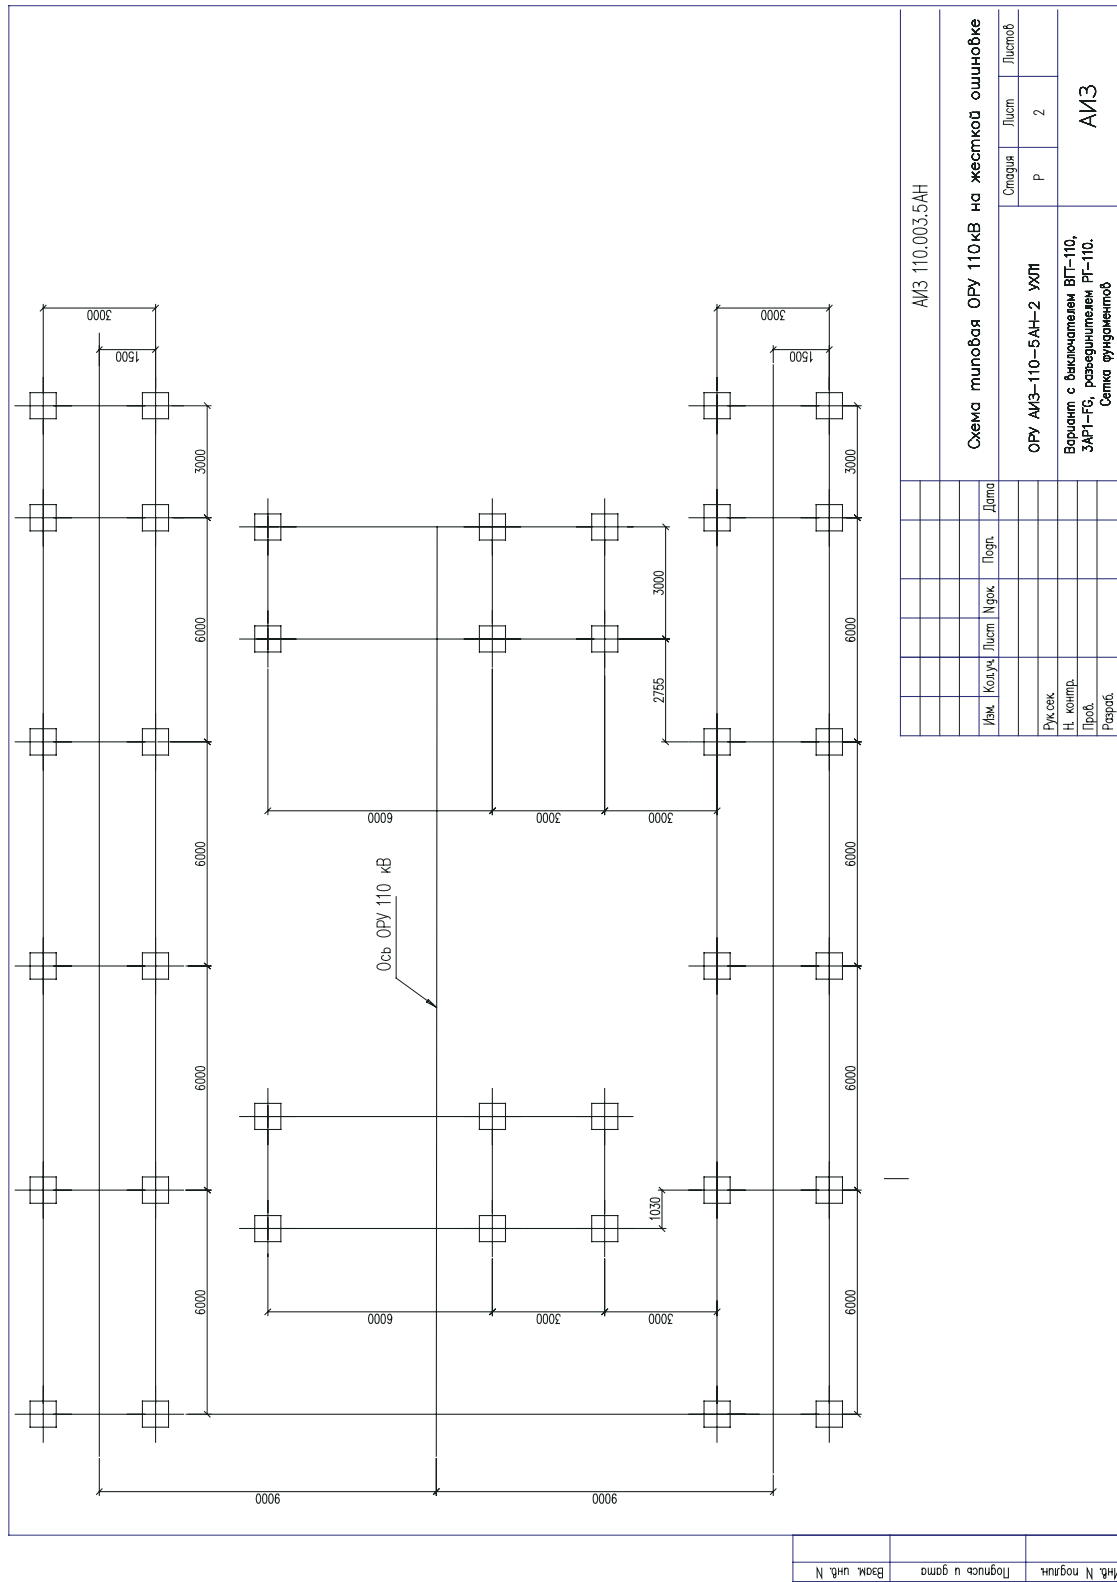 3000
1500
3000
6000
6000
6000
6000
3000
2755
6000
3000
3000
Ось ОРУ 110 кВ
1030
6000
3000
3000
9000
9000
3000
1500
3000
6000
6000
6000
6000
АИЗ 110.003.5АН
Схема типовая ОРУ 110кВ на жесткой ошиновке
Изм. Кол.уч. Лист Nдок. Подп. Дата
ОРУ АИЗ-110-5АН-2 УХЛ1
Стадия Лист Листов
Р 2
Рук.сек.
Н. контр.
Пров.
Разраб.
Вариант с выключателем ВГТ-110,
3AP1-FG, разъединителем РГ-110.
Сетка фундаментов
АИЗ
Взам. инв. N
Подпись и дата
Инв. N подлин.